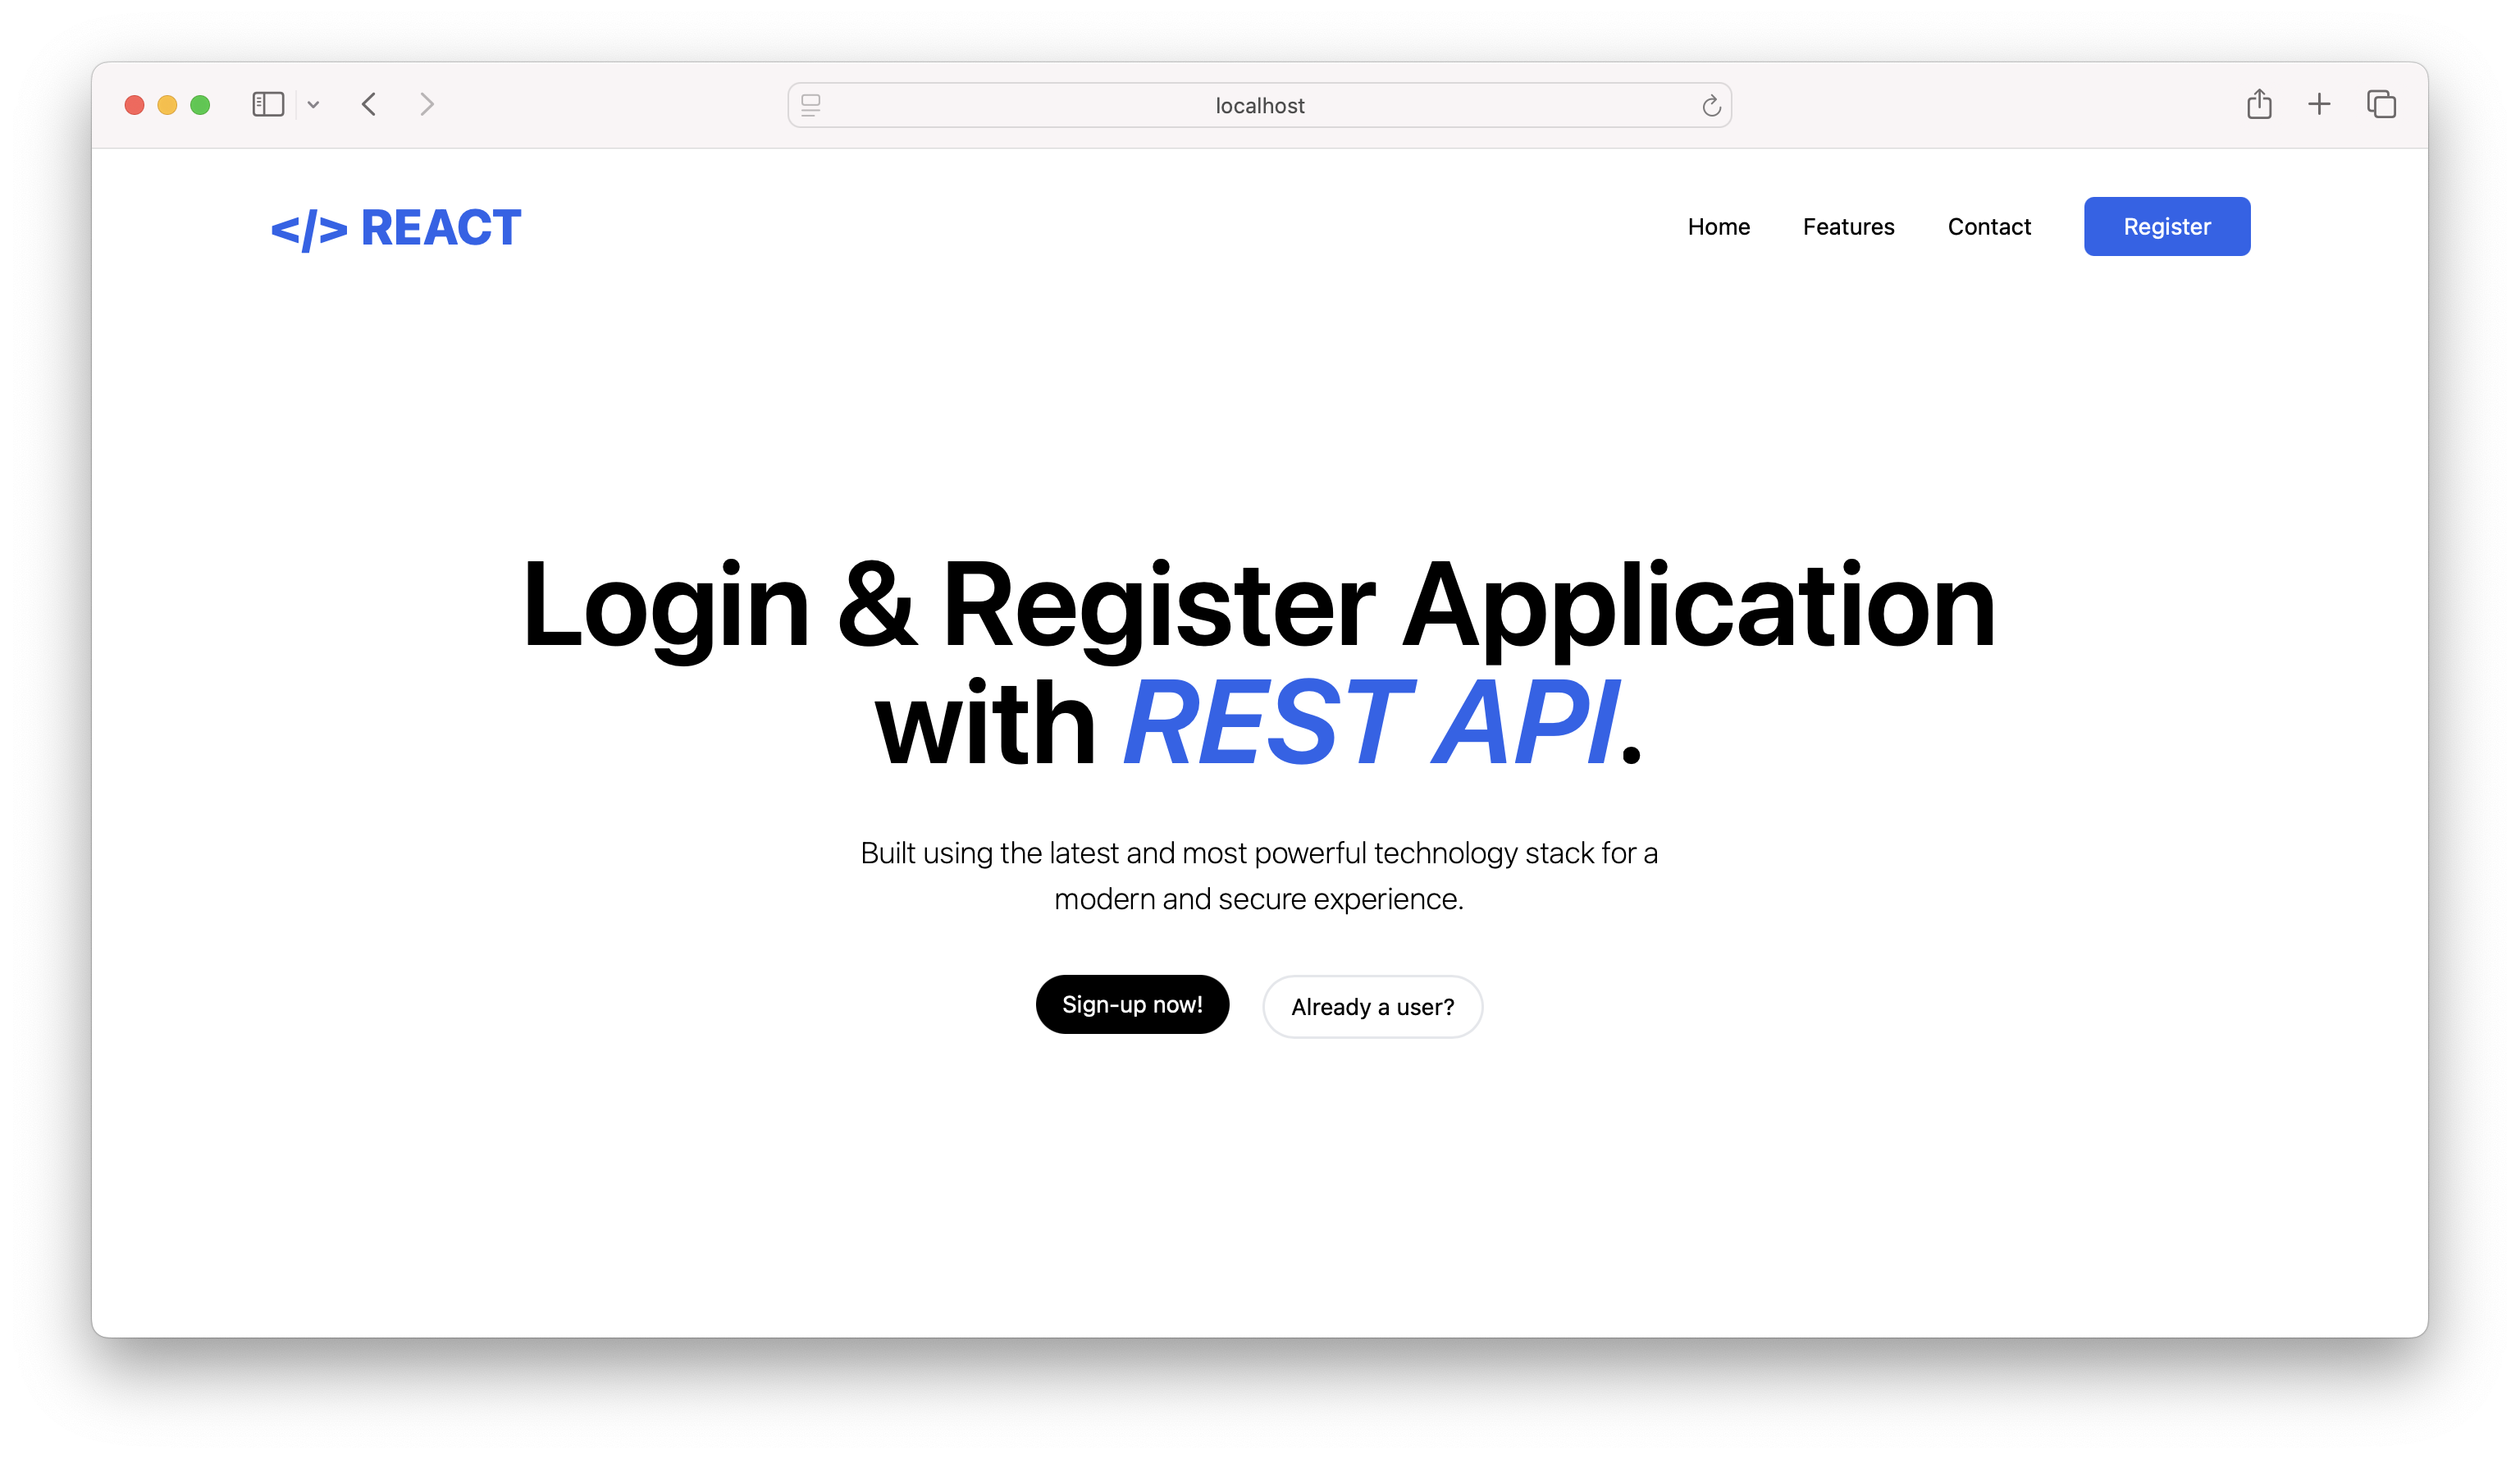 localhost
</> REACT
Home
Features
Contact
Register
Login & Register Application
with REST API.
Built using the latest and most powerful technology stack for a
modern and secure experience.
Sign-up now!
Already a user?